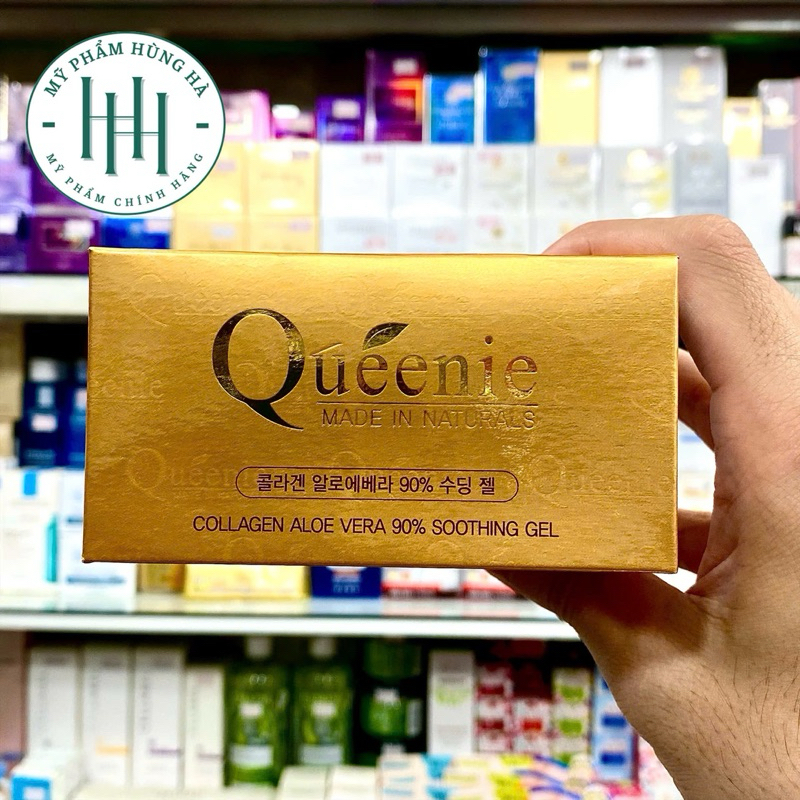 MỸ PHẨM HÙNG HÀ
HH
MỸ PHẨM CHÍNH HÃNG
Quéenie
MADE IN NATURALS
콜라겐 알로에베라 90% 수딩 젤
COLLAGEN ALOE VERA 90% SOOTHING GEL